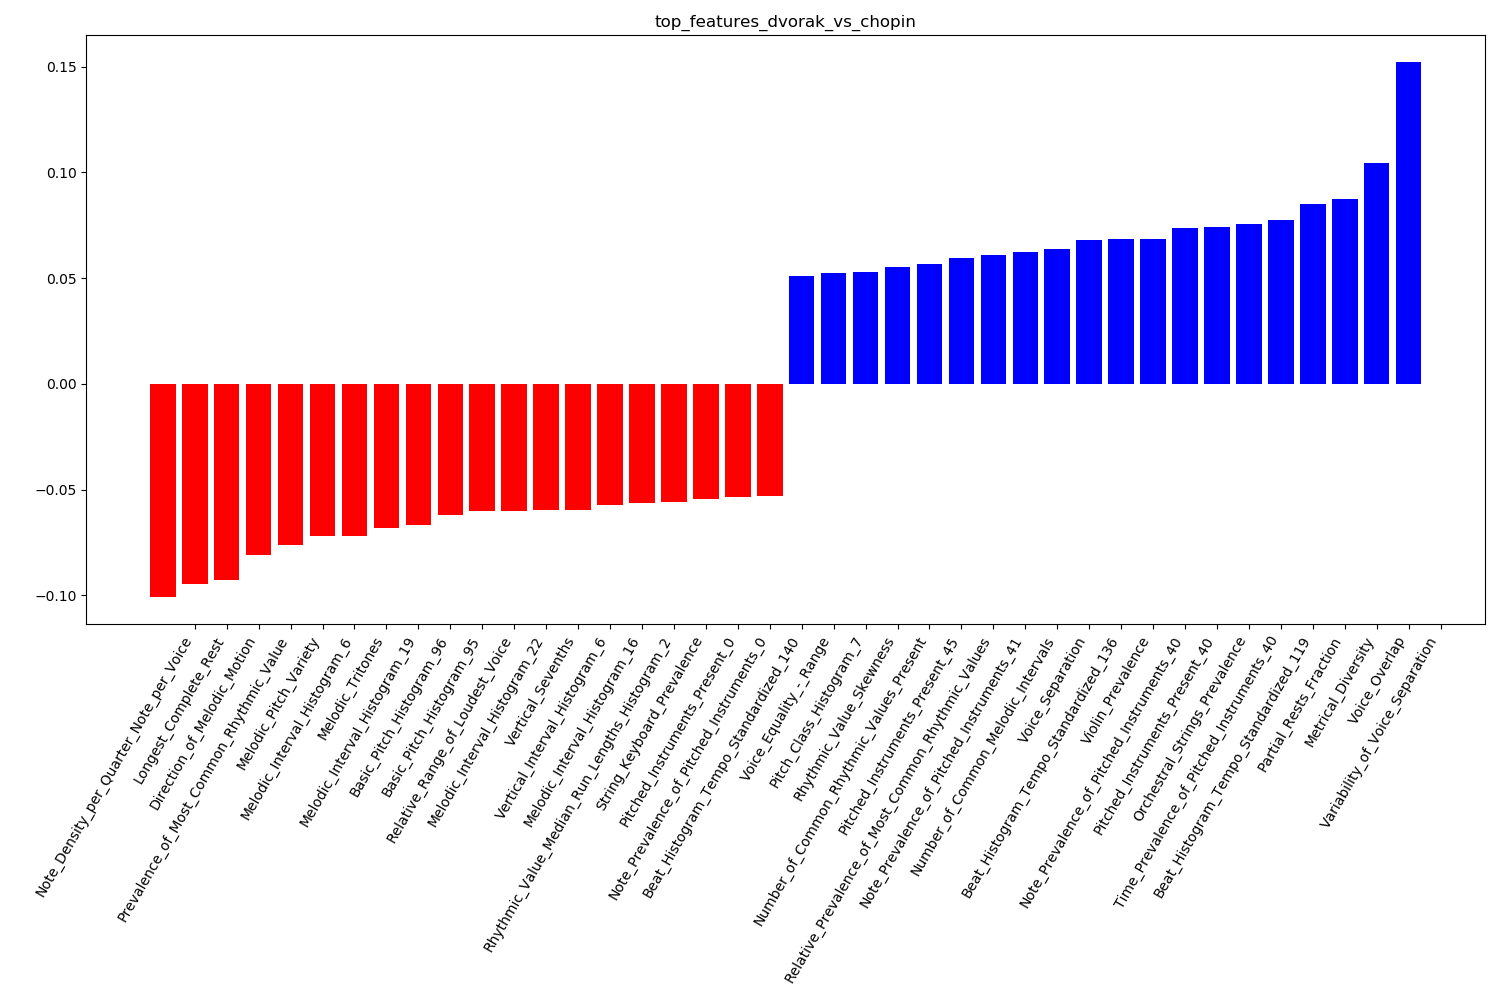 top_features_dvorak_vs_chopin
0.15
0.10
0.05
0.00
−0.05
−0.10
Note_Density_per_Quarter_Note_per_Voice
Longest_Complete_Rest
Direction_of_Melodic_Motion
Prevalence_of_Most_Common_Rhythmic_Value
Melodic_Pitch_Variety
Melodic_Interval_Histogram_6
Melodic_Tritones
Melodic_Interval_Histogram_19
Basic_Pitch_Histogram_96
Basic_Pitch_Histogram_95
Relative_Range_of_Loudest_Voice
Melodic_Interval_Histogram_22
Vertical_Sevenths
Vertical_Interval_Histogram_6
Melodic_Interval_Histogram_16
Rhythmic_Value_Median_Run_Lengths_Histogram_2
String_Keyboard_Prevalence
Pitched_Instruments_Present_0
Note_Prevalence_of_Pitched_Instruments_0
Beat_Histogram_Tempo_Standardized_140
Voice_Equality_-_Range
Pitch_Class_Histogram_7
Rhythmic_Value_Skewness
Number_of_Common_Rhythmic_Values_Present
Pitched_Instruments_Present_45
Relative_Prevalence_of_Most_Common_Rhythmic_Values
Note_Prevalence_of_Pitched_Instruments_41
Number_of_Common_Melodic_Intervals
Voice_Separation
Beat_Histogram_Tempo_Standardized_136
Violin_Prevalence
Note_Prevalence_of_Pitched_Instruments_40
Pitched_Instruments_Present_40
Orchestral_Strings_Prevalence
Time_Prevalence_of_Pitched_Instruments_40
Beat_Histogram_Tempo_Standardized_119
Partial_Rests_Fraction
Metrical_Diversity
Voice_Overlap
Variability_of_Voice_Separation